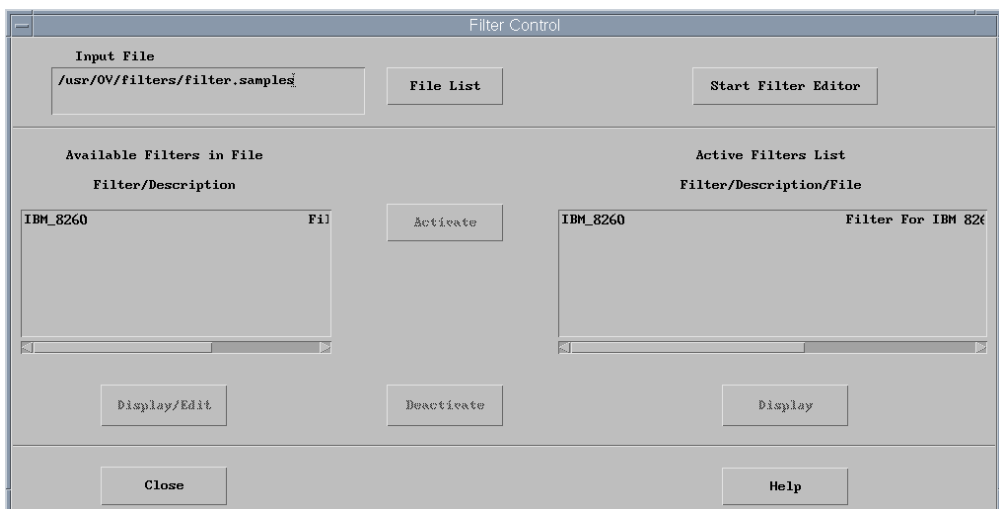 Filter Control
Input File
/usr/OV/filters/filter.samples
File List
Start Filter Editor
Available Filters in File
Active Filters List
Filter/Description
Filter/Description/File
IBM_8260 Fil
Activate
IBM_8260 Filter For IBM 826
Display/Edit
Deactivate
Display
Close
Help